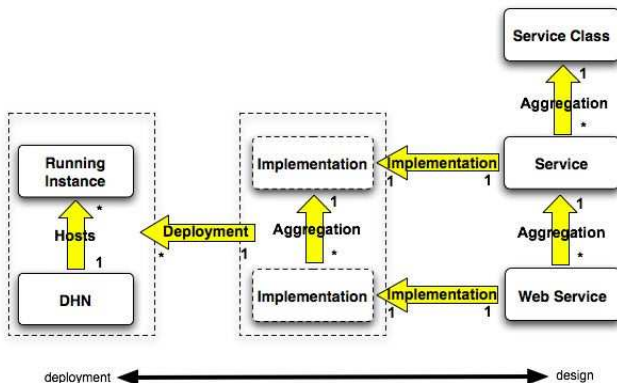 Service Class
1
Aggregation
*
Running
Instance
Implementation
Implementation
Service
1
1
*
Hosts
1
Deployment
*
1
1
Aggregation
*
1
Aggregation
*
DHN
Implementation
Implementation
Web Service
1
1
deployment
design